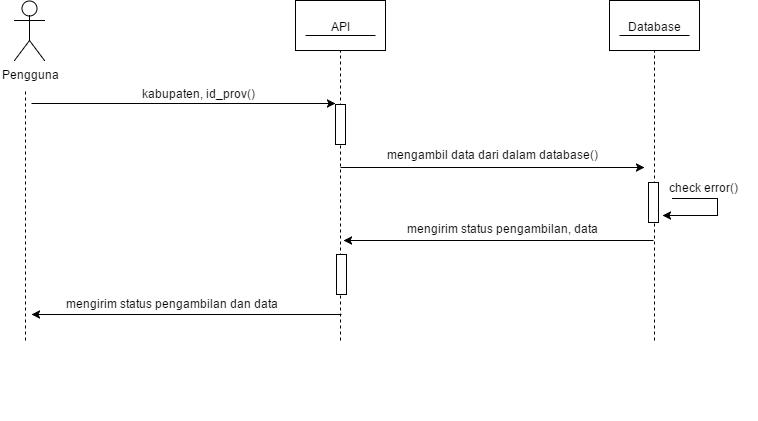 API
Database
Pengguna
kabupaten, id_prov()
mengambil data dari dalam database()
check error()
mengirim status pengambilan, data
mengirim status pengambilan dan data